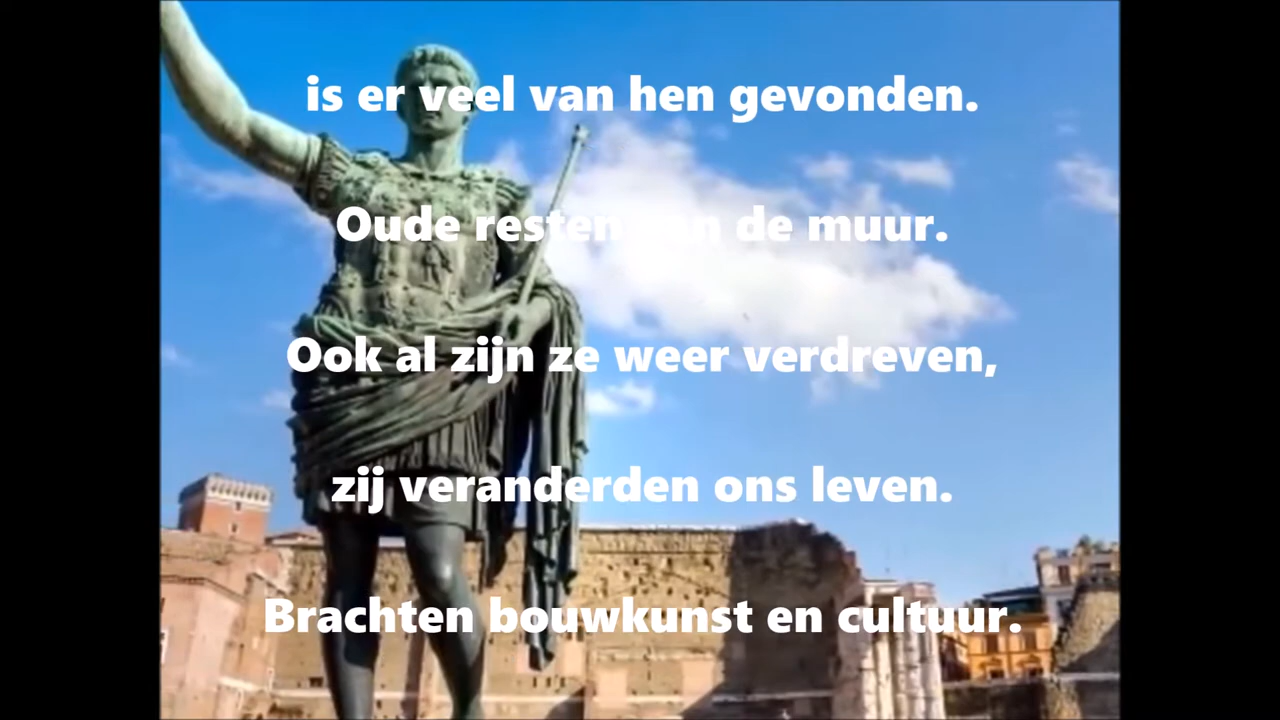 is er veel van hen gevonden.
Oude resten van de muur.
Ook al zijn ze weer verdreven,
zij veranderden ons leven.
Brachten bouwkunst en cultuur.